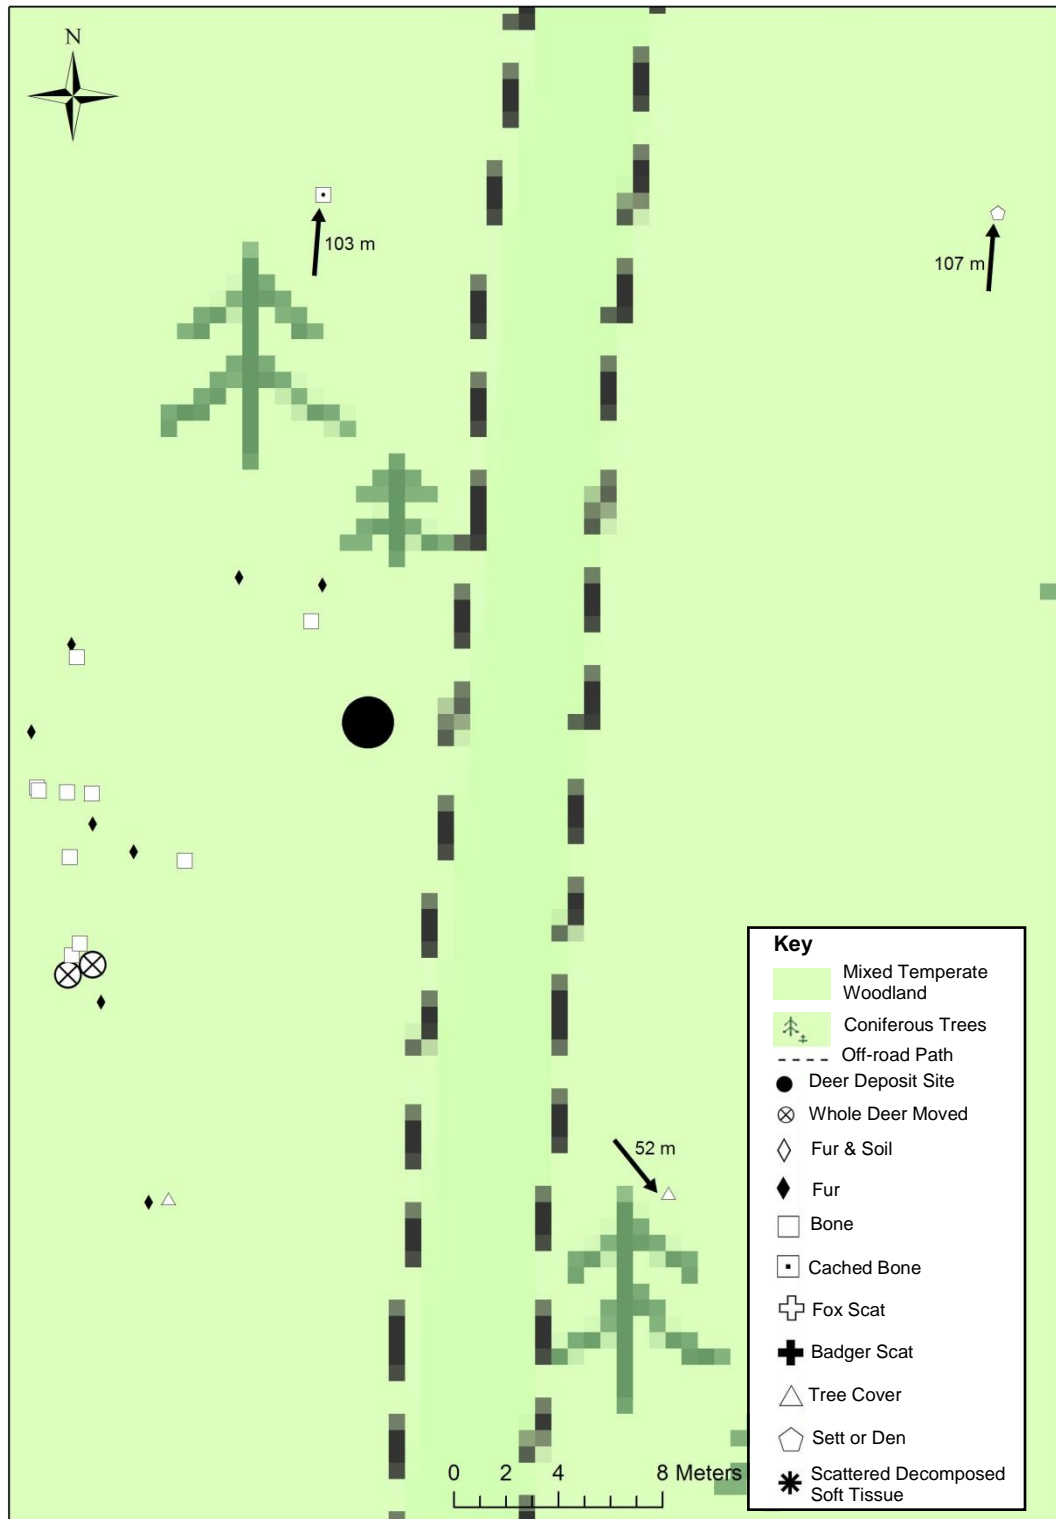 N
103 m
107 m
52 m
0 2 4 8 Meters
Key
Mixed Temperate
Woodland
Coniferous Trees
Off-road Path
Deer Deposit Site
Whole Deer Moved
Fur & Soil
Fur
Bone
Cached Bone
Fox Scat
Badger Scat
Tree Cover
Sett or Den
Scattered Decomposed
Soft Tissue